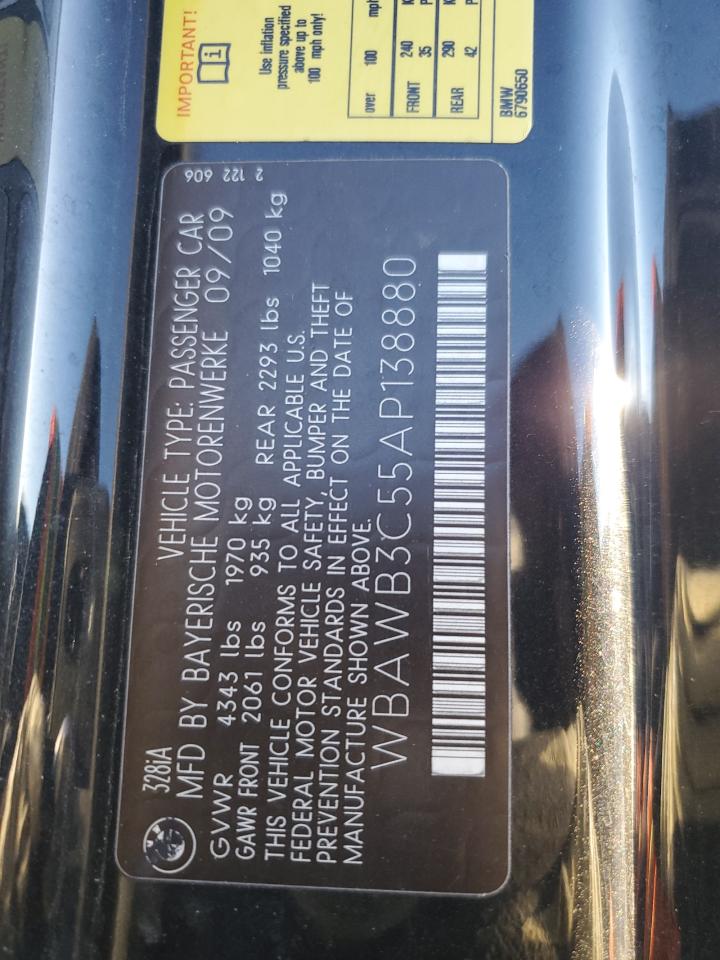 328iA VEHICLE TYPE: PASSENGER CAR
MFD BY BAYERISCHE MOTORENWERKE 09/09
GVWR 4343 lbs 1970 kg
GAWR FRONT 2061 lbs 935 kg REAR 2293 lbs 1040 kg
THIS VEHICLE CONFORMS TO ALL APPLICABLE U.S.
FEDERAL MOTOR VEHICLE SAFETY, BUMPER AND THEFT
PREVENTION STANDARDS IN EFFECT ON THE DATE OF
MANUFACTURE SHOWN ABOVE.
WBAWB3C55AP138880
2 122 606
IMPORTANT!
Use inflation
pressure specified
above up to
100 mph only!
over 100 mph
FRONT 240
35
REAR 290
42
BMW
6790650